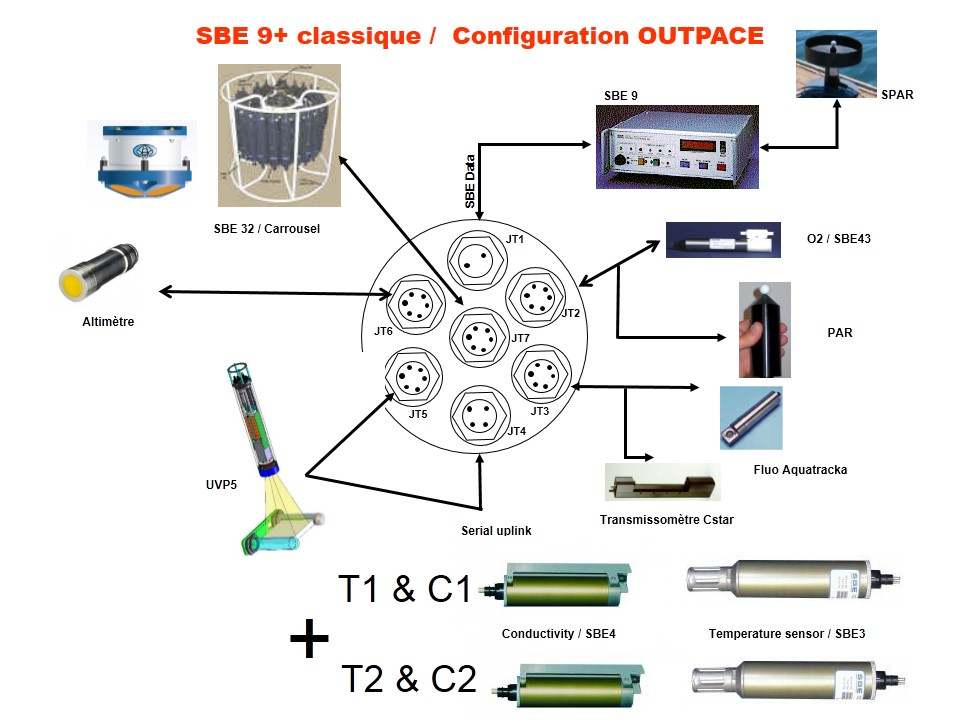 SBE 9+ classique / Configuration OUTPACE
SPAR
SBE 9
SBE Data
SBE 32 / Carrousel
JT1
O2 / SBE43
Altimètre
JT6
JT2
JT7
PAR
JT5
JT3
JT4
UVP5
Fluo Aquatracka
Transmissomètre Cstar
Serial uplink
T1 & C1
Conductivity / SBE4
Temperature sensor / SBE3
+
T2 & C2
SBE
SBE